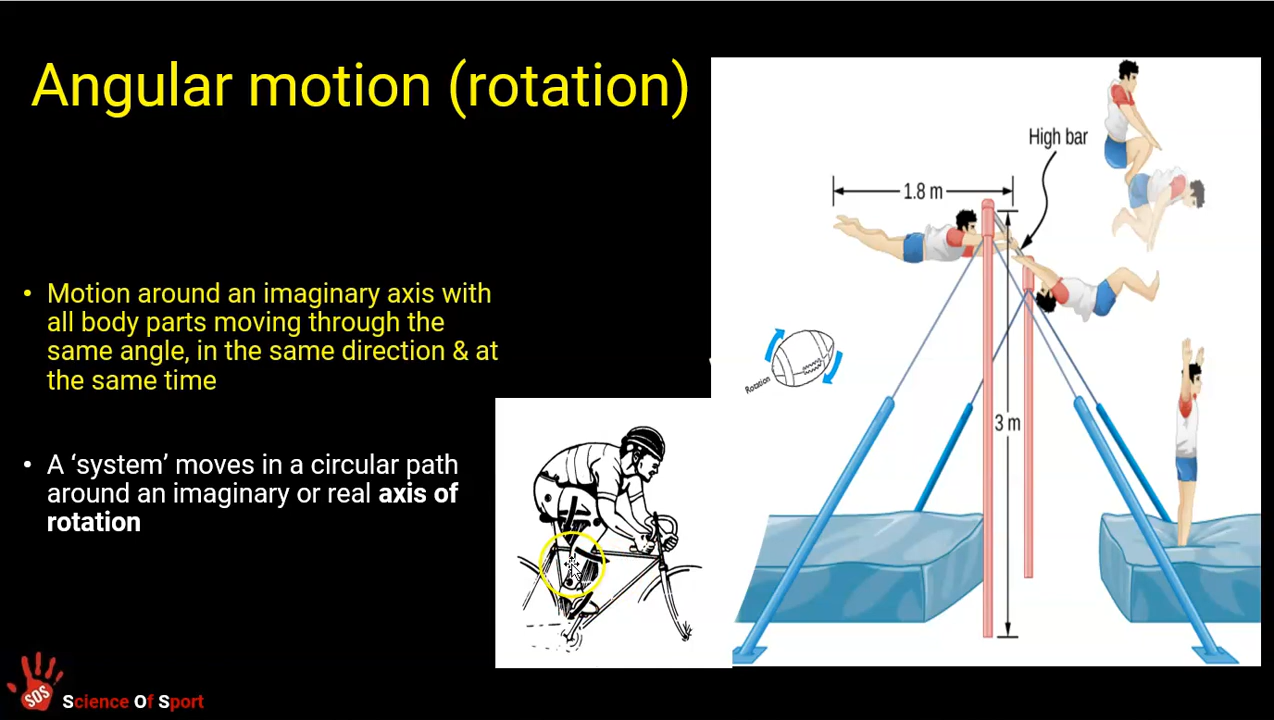 Angular motion (rotation)
• Motion around an imaginary axis with
all body parts moving through the
same angle, in the same direction & at
the same time
• A ‘system’ moves in a circular path
around an imaginary or real axis of
rotation
High bar
1.8 m
3 m
Rotation
SOS
Science Of Sport